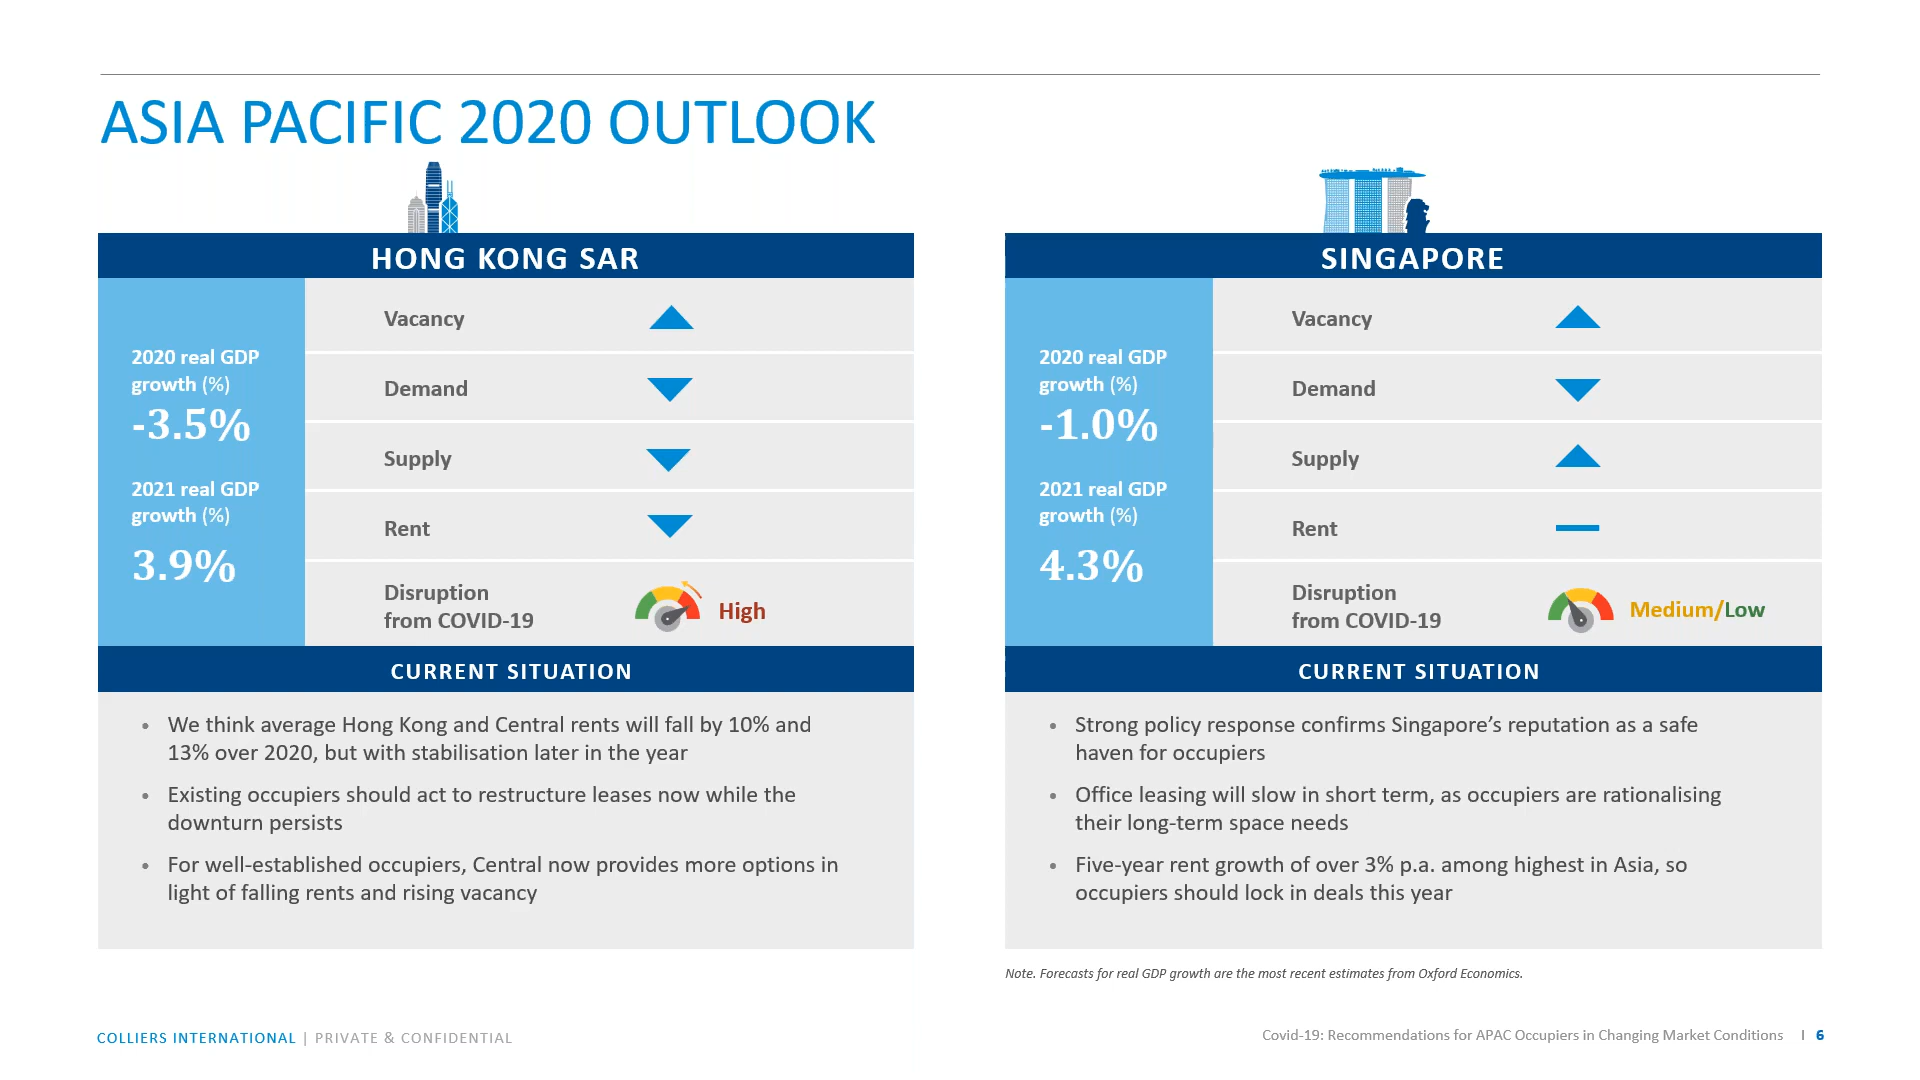 ASIA PACIFIC 2020 OUTLOOK
HONG KONG SAR
2020 real GDP
growth (%)
-3.5%
2021 real GDP
growth (%)
3.9%
Vacancy
Demand
Supply
Rent
Disruption
from COVID-19
High
CURRENT SITUATION
• We think average Hong Kong and Central rents will fall by 10% and
13% over 2020, but with stabilisation later in the year
• Existing occupiers should act to restructure leases now while the
downturn persists
• For well-established occupiers, Central now provides more options in
light of falling rents and rising vacancy
SINGAPORE
2020 real GDP
growth (%)
-1.0%
2021 real GDP
growth (%)
4.3%
Vacancy
Demand
Supply
Rent
Disruption
from COVID-19
Medium/Low
CURRENT SITUATION
• Strong policy response confirms Singapore’s reputation as a safe
haven for occupiers
• Office leasing will slow in short term, as occupiers are rationalising
their long-term space needs
• Five-year rent growth of over 3% p.a. among highest in Asia, so
occupiers should lock in deals this year
Note. Forecasts for real GDP growth are the most recent estimates from Oxford Economics.
COLLIERS INTERNATIONAL | PRIVATE & CONFIDENTIAL
Covid-19: Recommendations for APAC Occupiers in Changing Market Conditions I 6